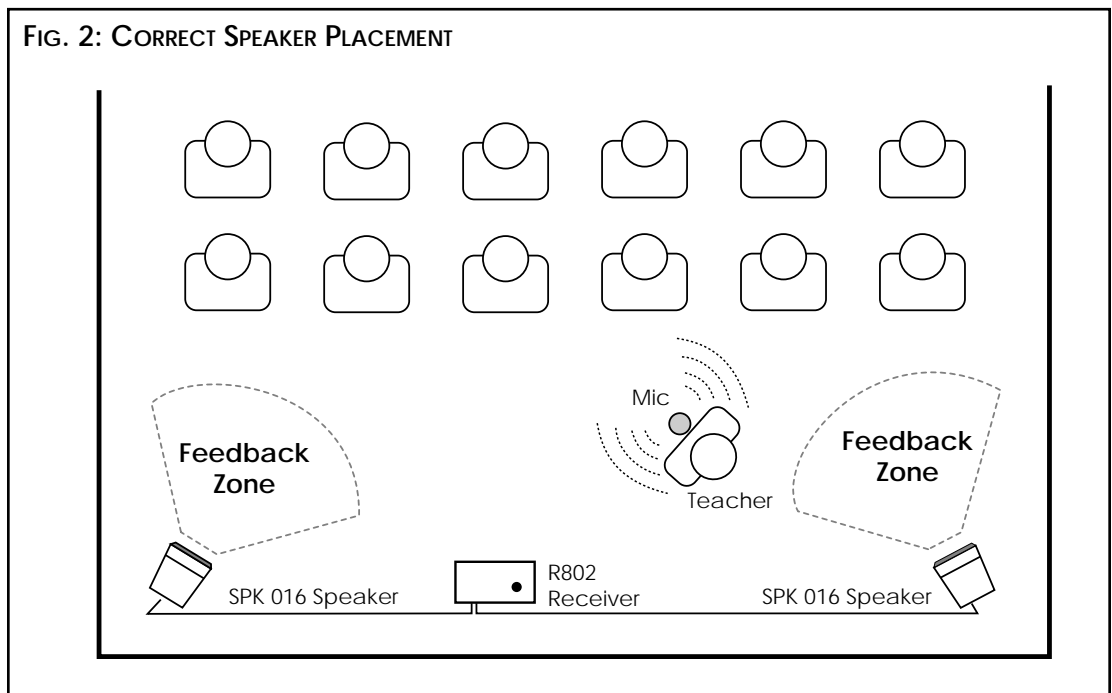 FIG. 2: CORRECT SPEAKER PLACEMENT
Mic
Feedback
Zone
Feedback
Zone
Teacher
R802
Receiver
SPK 016 Speaker
SPK 016 Speaker